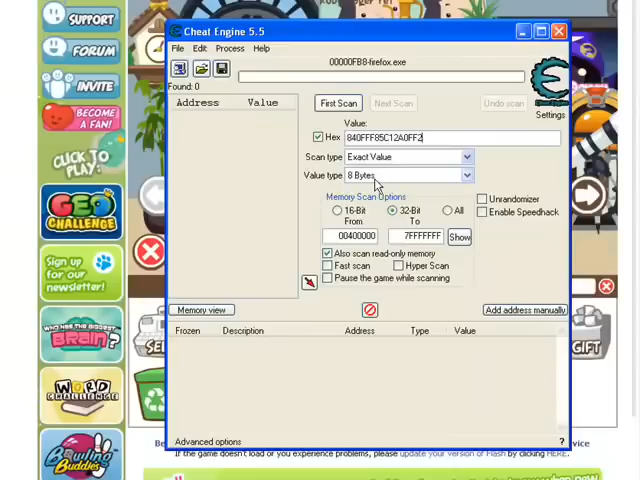 SUPPORT
FORUM
INVITE
BECOME
A FAN!
CLICK TO
PLAY:
GEO
CHALLENGE
Sign up
for our
newsletter!
WHO HAS THE BIGGEST
BRAIN?
WORD
CHALLENGE
BOWLING
BUDDIES
Cheat Engine 5.5
File Edit Process Help
00000FB8-firefox.exe
Found: 0
Address Value
First Scan Next Scan Undo scan
Settings
Value:
Hex 840FFF85C12A0FF2
Scan type Exact Value
Value type 8 Bytes
Memory Scan Options
16-Bit 32-Bit All
From To
00400000 7FFFFFFF Show
Unrandomizer
Enable Speedhack
Also scan read-only memory
Fast scan Hyper Scan
Pause the game while scanning
Memory view Add address manually
Frozen Description Address Type Value
Advanced options ?
GIFT
If the game doesn't load or you experience problems, please update your version of Flash by clicking HERE.